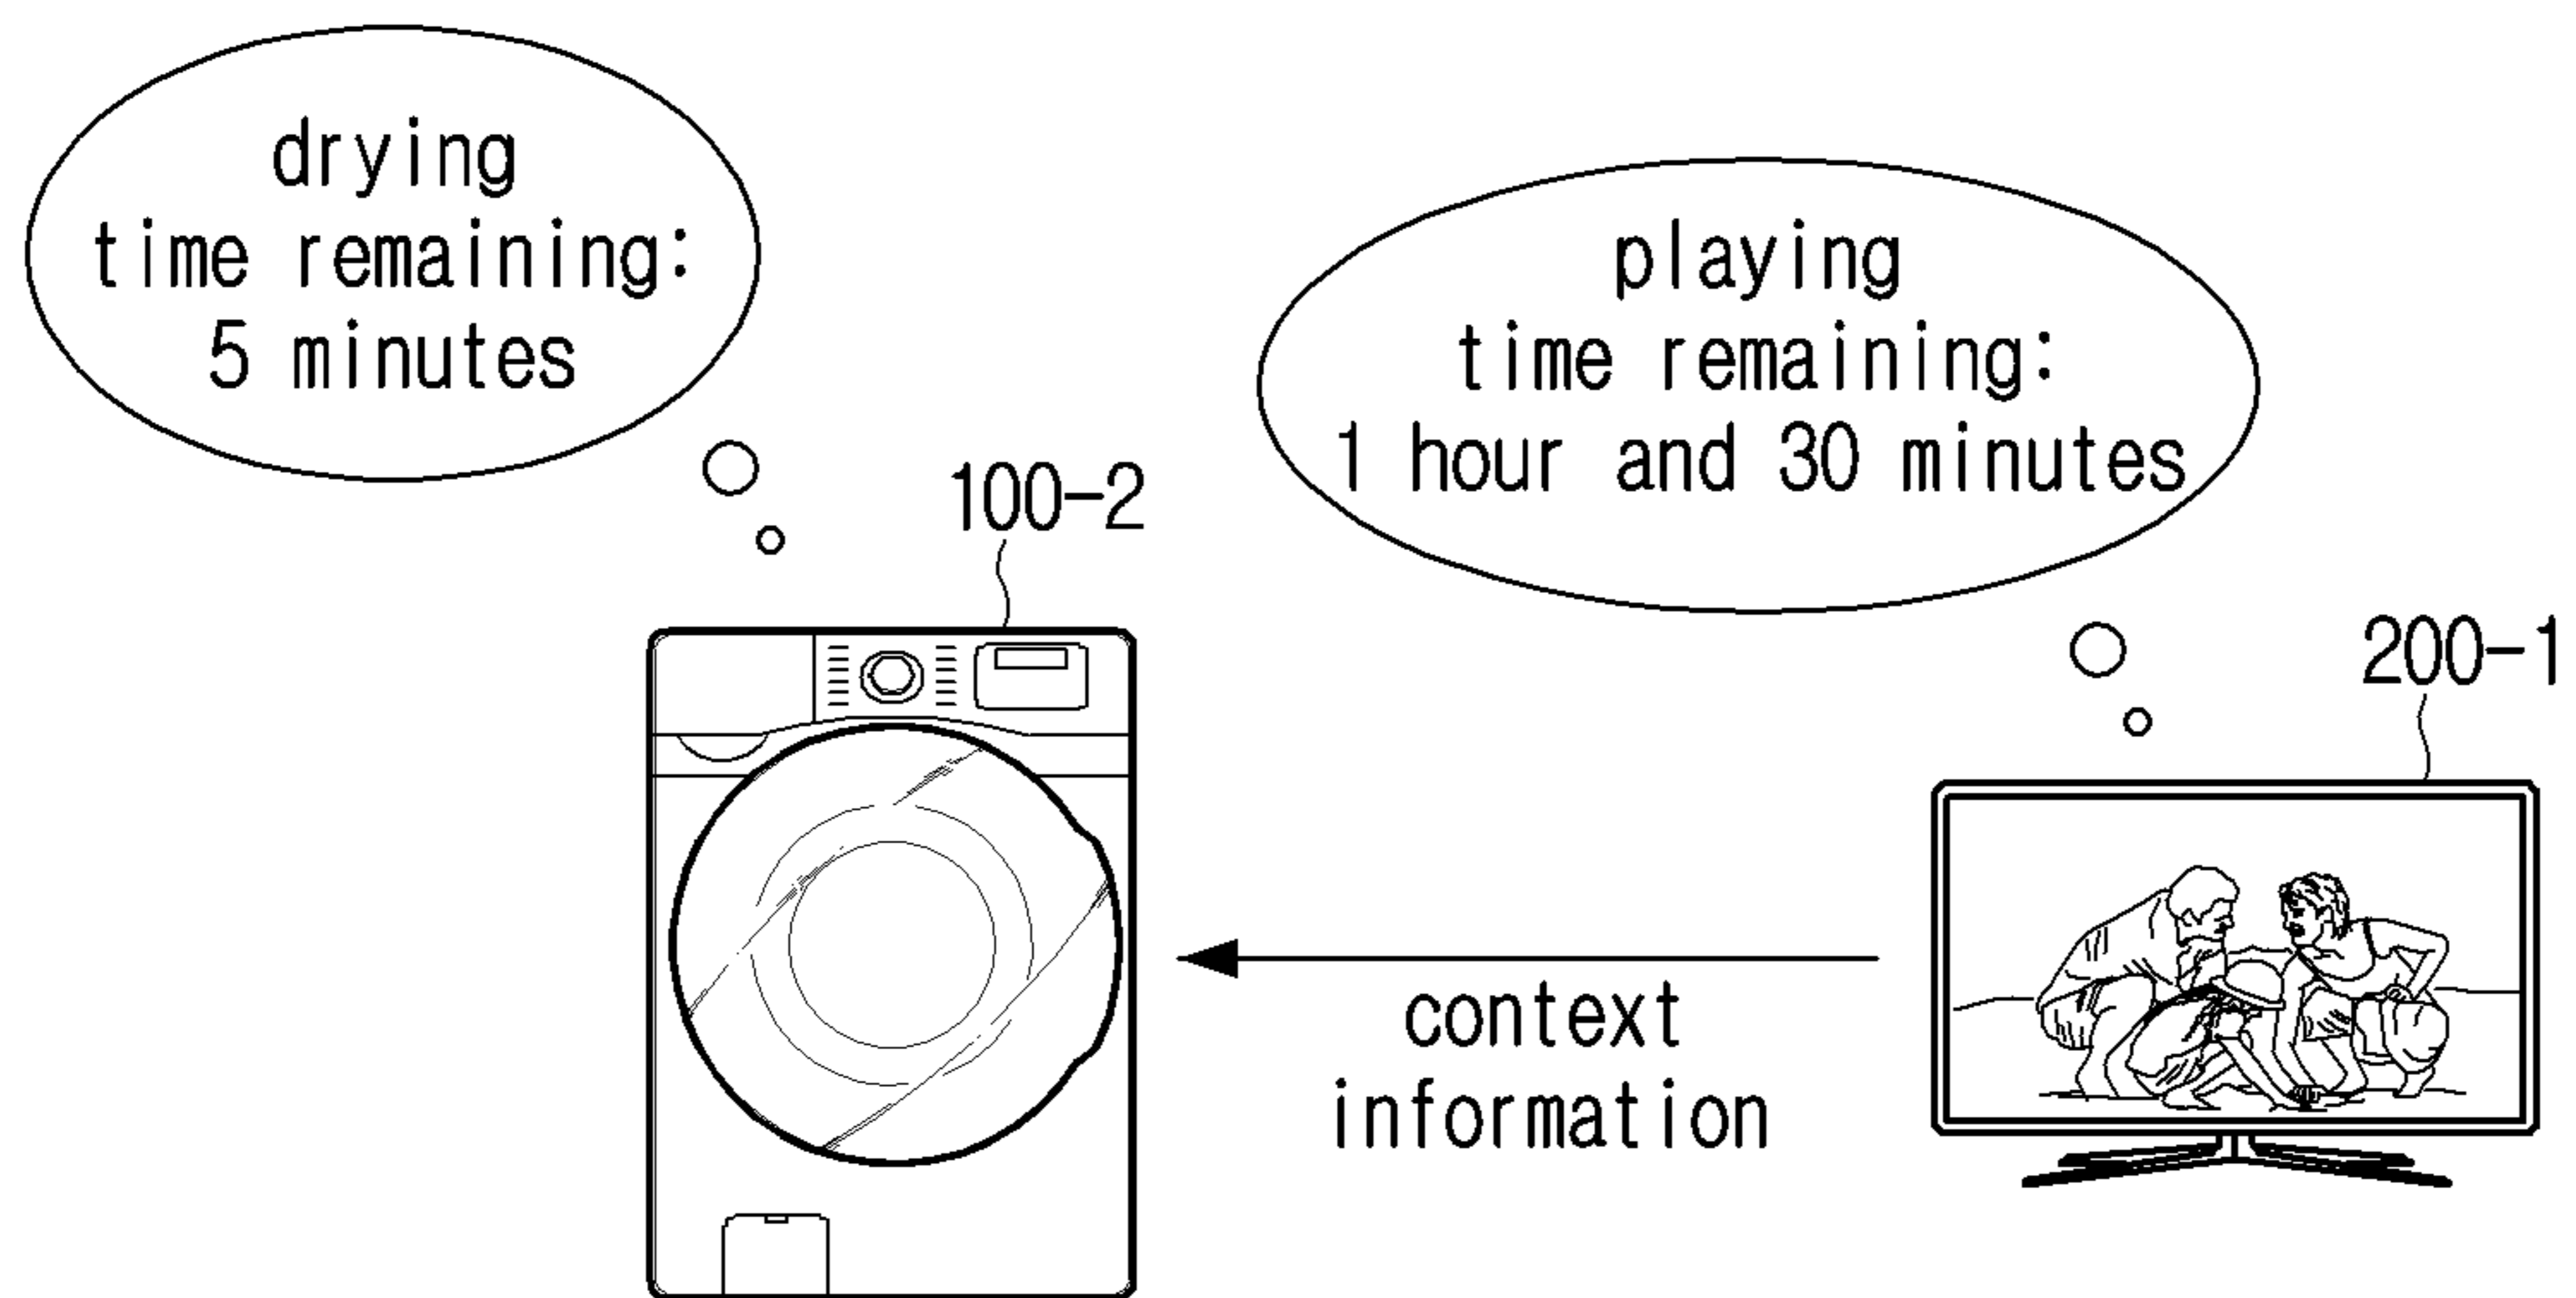 drying
time remaining:
5 minutes
playing
time remaining:
1 hour and 30 minutes
100-2
200-1
context
information